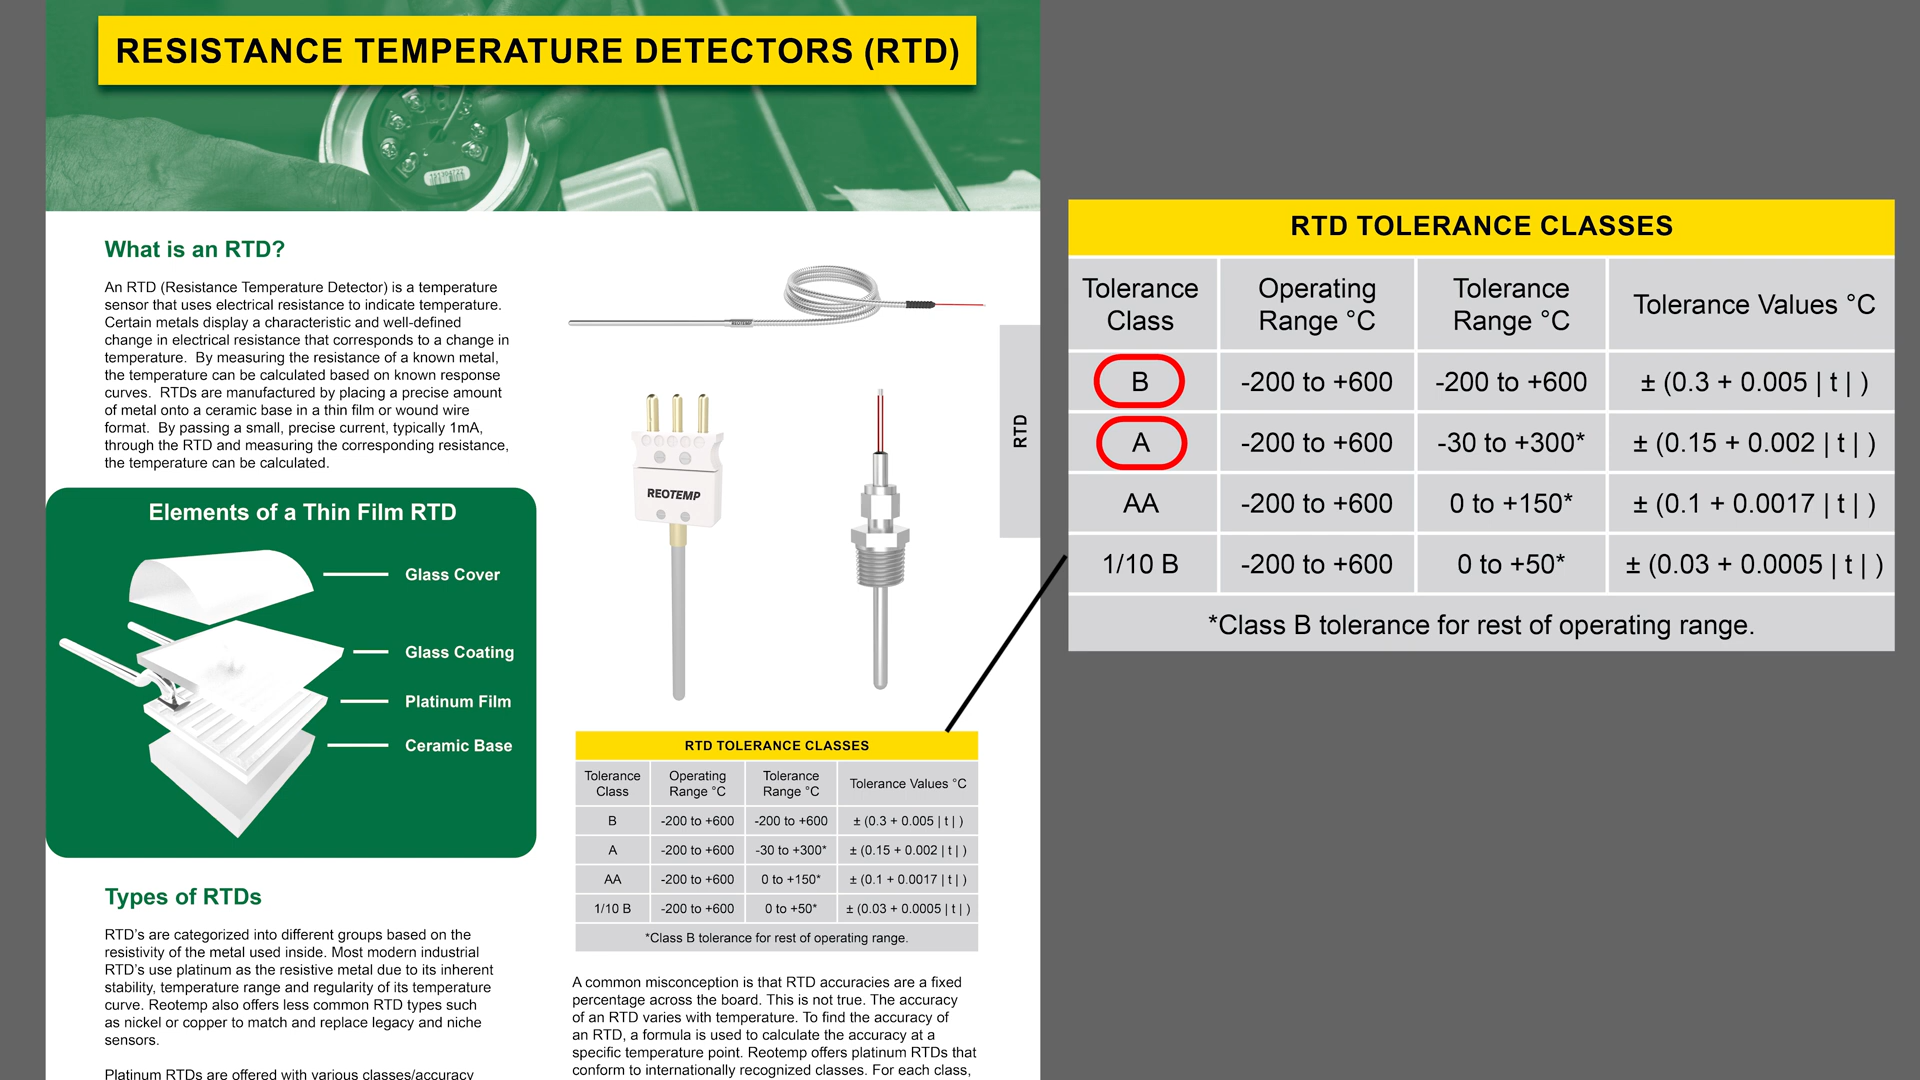 RESISTANCE TEMPERATURE DETECTORS (RTD)
What is an RTD?
An RTD (Resistance Temperature Detector) is a temperature
sensor that uses electrical resistance to indicate temperature.
Certain metals display a characteristic and well-defined
change in electrical resistance that corresponds to a change in
temperature. By measuring the resistance of a known metal,
the temperature can be calculated based on known response
curves. RTDs are manufactured by placing a precise amount
of metal onto a ceramic base in a thin film or wound wire
format. By passing a small, precise current, typically 1mA,
through the RTD and measuring the corresponding resistance,
the temperature can be calculated.
Elements of a Thin Film RTD
Glass Cover
Glass Coating
Platinum Film
Ceramic Base
Types of RTDs
RTD's are categorized into different groups based on the
resistivity of the metal used inside. Most modern industrial
RTD's use platinum as the resistive metal due to its inherent
stability, temperature range and regularity of its temperature
curve. Reotemp also offers less common RTD types such
as nickel or copper to match and replace legacy and niche
sensors.
Platinum RTDs are offered with various classes/accuracy
REOTEMP
REOTEMP
RTD
RTD TOLERANCE CLASSES
Tolerance Class Operating Range °C Tolerance Range °C Tolerance Values °C
B -200 to +600 -200 to +600 ± (0.3 + 0.005 | t | )
A -200 to +600 -30 to +300* ± (0.15 + 0.002 | t | )
AA -200 to +600 0 to +150* ± (0.1 + 0.0017 | t | )
1/10 B -200 to +600 0 to +50* ± (0.03 + 0.0005 | t | )
*Class B tolerance for rest of operating range.
A common misconception is that RTD accuracies are a fixed
percentage across the board. This is not true. The accuracy
of an RTD varies with temperature. To find the accuracy of
an RTD, a formula is used to calculate the accuracy at a
specific temperature point. Reotemp offers platinum RTDs that
conform to internationally recognized classes. For each class,
RTD TOLERANCE CLASSES
Tolerance Class Operating Range °C Tolerance Range °C Tolerance Values °C
B -200 to +600 -200 to +600 ± (0.3 + 0.005 | t | )
A -200 to +600 -30 to +300* ± (0.15 + 0.002 | t | )
AA -200 to +600 0 to +150* ± (0.1 + 0.0017 | t | )
1/10 B -200 to +600 0 to +50* ± (0.03 + 0.0005 | t | )
*Class B tolerance for rest of operating range.